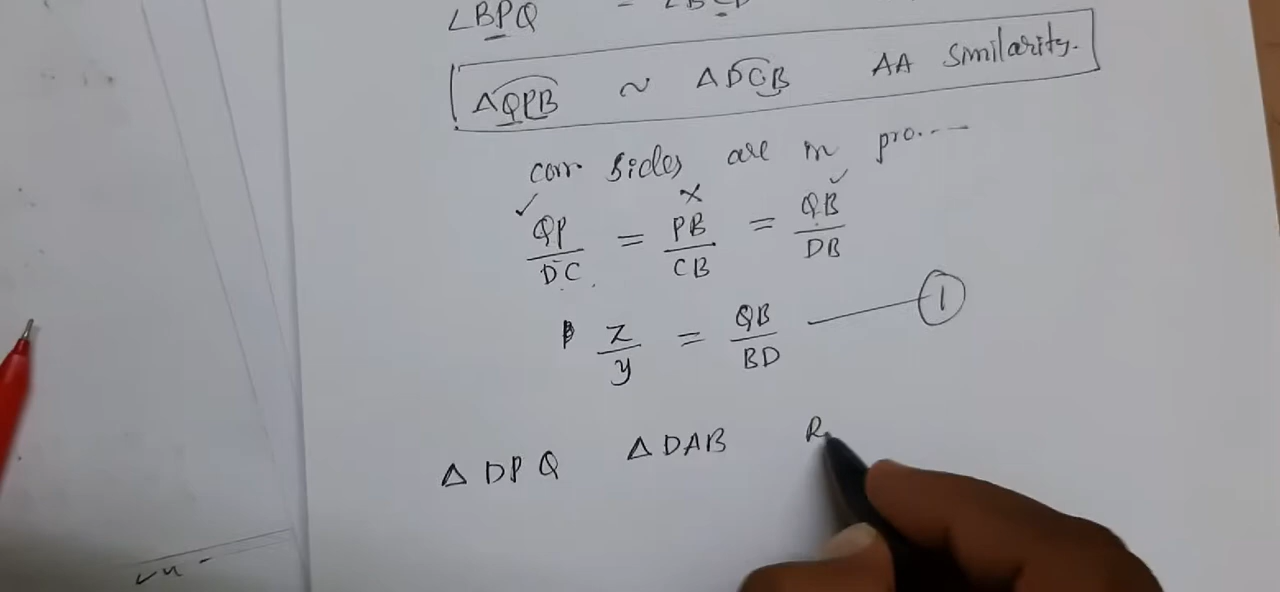 ∠BPQ = ∠BCD
△QPB ~ △DCB AA Similarity.
corr sides are in pro....
✓ × ✓
QP/DC = PB/CB = QB/DB
z/y = QB/BD — ①
△DPQ △DAB R